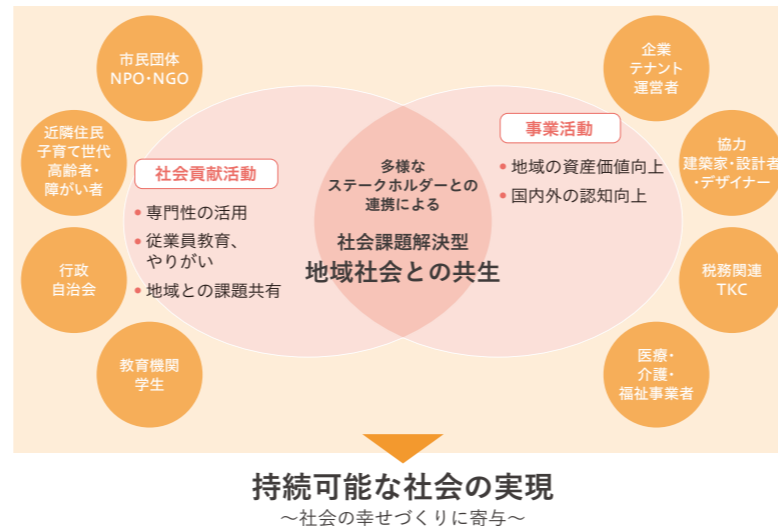 市民団体
NPO・NGO
近隣住民
子育て世代
高齢者・
障がい者
行政
自治会
教育機関
学生
社会貢献活動
• 専門性の活用
• 従業員教育、
やりがい
• 地域との課題共有
多様な
ステークホルダーとの
連携による
社会課題解決型
地域社会との共生
事業活動
• 地域の資産価値向上
• 国内外の認知向上
企業
テナント
運営者
協力
建築家・設計者
・デザイナー
税務関連
TKC
医療・
介護・
福祉事業者
持続可能な社会の実現
〜社会の幸せづくりに寄与〜